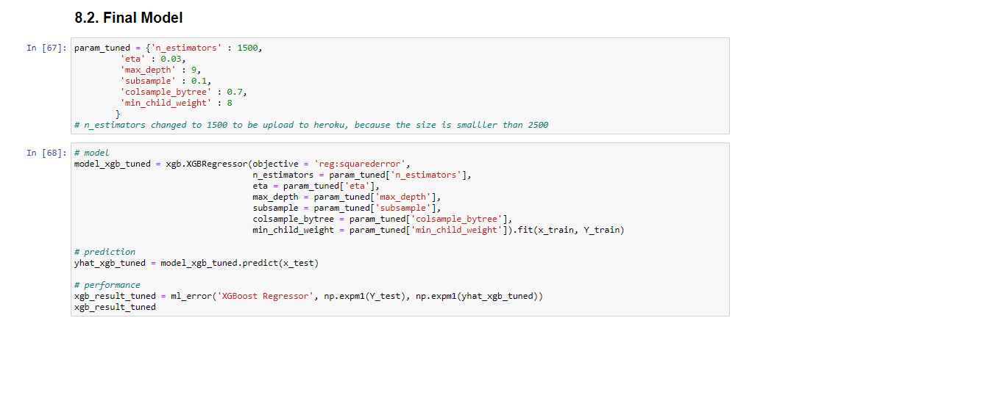 8.2. Final Model
In [67]: param_tuned = {'n_estimators' : 1500,
'eta' : 0.03,
'max_depth' : 9,
'subsample' : 0.1,
'colsample_bytree' : 0.7,
'min_child_weight' : 8
}
# n_estimators changed to 1500 to be upload to heroku, because the size is smalller than 2500
In [68]: # model
model_xgb_tuned = xgb.XGBRegressor(objective = 'reg:squarederror',
n_estimators = param_tuned['n_estimators'],
eta = param_tuned['eta'],
max_depth = param_tuned['max_depth'],
subsample = param_tuned['subsample'],
colsample_bytree = param_tuned['colsample_bytree'],
min_child_weight = param_tuned['min_child_weight']).fit(x_train, Y_train)
# prediction
yhat_xgb_tuned = model_xgb_tuned.predict(x_test)
# performance
xgb_result_tuned = ml_error('XGBoost Regressor', np.expm1(Y_test), np.expm1(yhat_xgb_tuned))
xgb_result_tuned